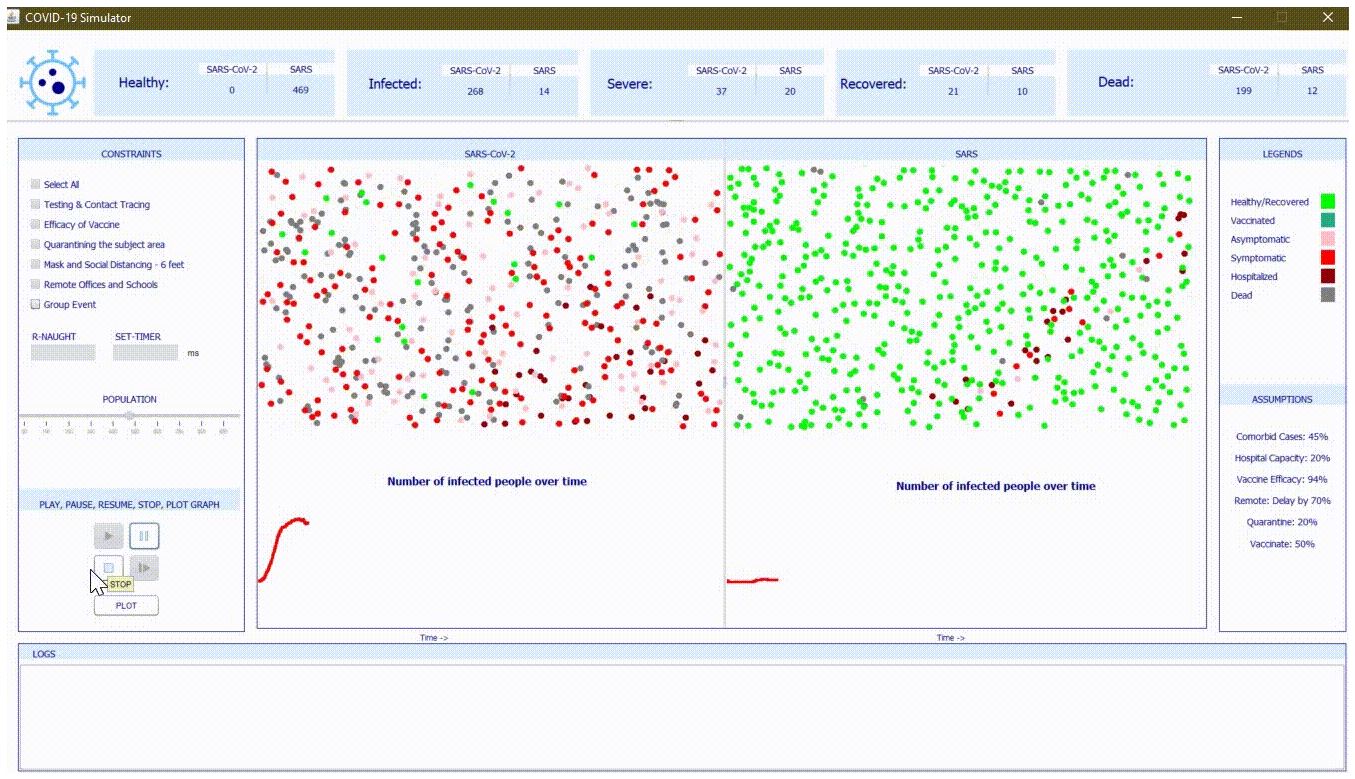 COVID-19 Simulator
Healthy: SARS-CoV-2 SARS
0 469
Infected: SARS-CoV-2 SARS
268 14
Severe: SARS-CoV-2 SARS
37 20
Recovered: SARS-CoV-2 SARS
21 10
Dead: SARS-CoV-2 SARS
199 12
CONSTRAINTS
Select All
Testing & Contact Tracing
Efficacy of Vaccine
Quarantining the subject area
Mask and Social Distancing - 6 feet
Remote Offices and Schools
Group Event
R-NAUGHT SET-TIMER
ms
POPULATION
PLAY, PAUSE, RESUME, STOP, PLOT GRAPH
STOP
PLOT
SARS-CoV-2
Number of infected people over time
Time ->
SARS
Number of infected people over time
Time ->
LEGENDS
Healthy/Recovered
Vaccinated
Asymptomatic
Symptomatic
Hospitalized
Dead
ASSUMPTIONS
Comorbid Cases: 45%
Hospital Capacity: 20%
Vaccine Efficacy: 94%
Remote: Delay by 70%
Quarantine: 20%
Vaccinate: 50%
LOGS